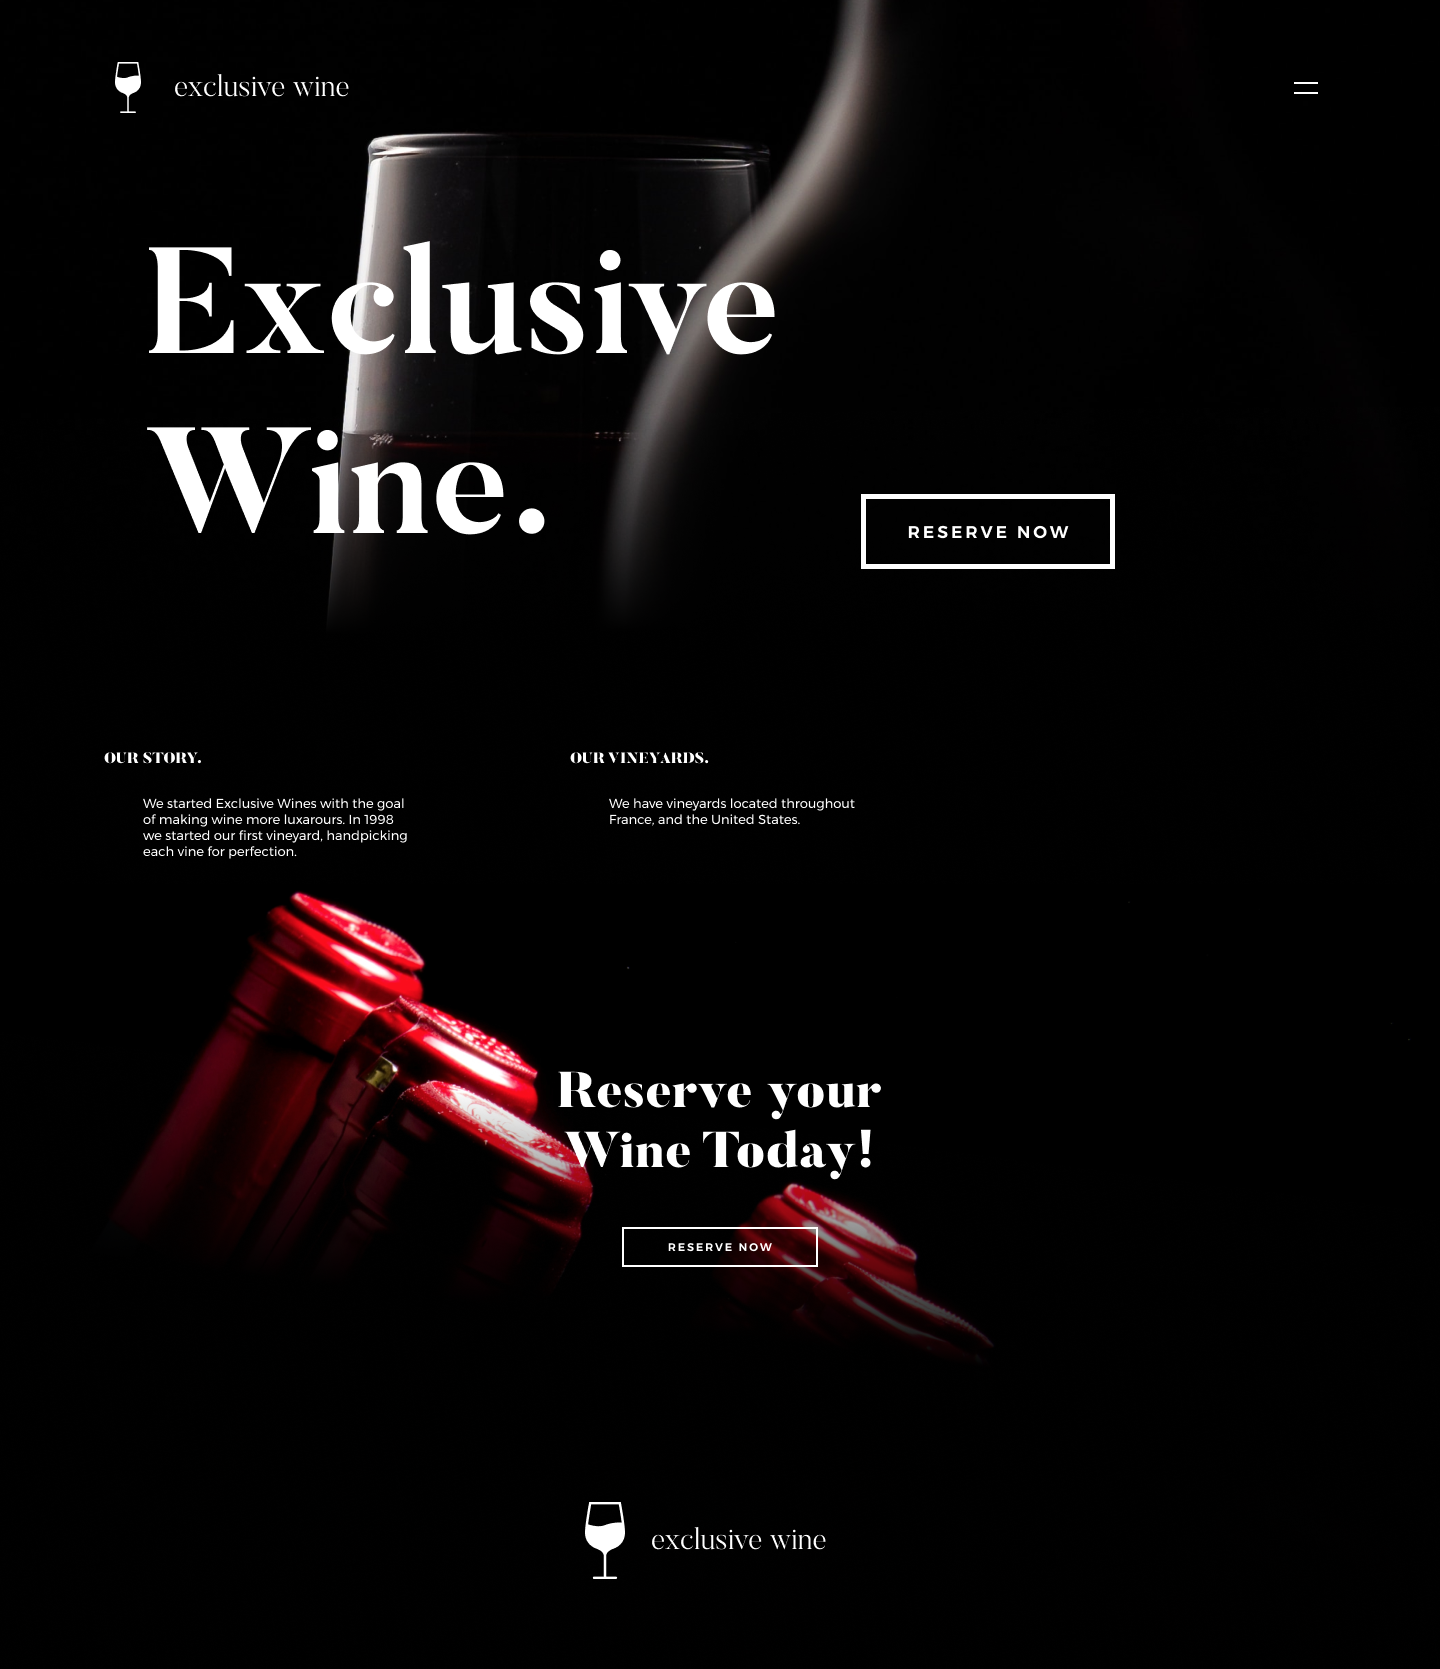 exclusive wine
Exclusive
Wine.
RESERVE NOW
OUR STORY.
We started Exclusive Wines with the goal
of making wine more luxarours. In 1998
we started our first vineyard, handpicking
each vine for perfection.
OUR VINEYARDS.
We have vineyards located throughout
France, and the United States.
Reserve your
Wine Today!
RESERVE NOW
exclusive wine